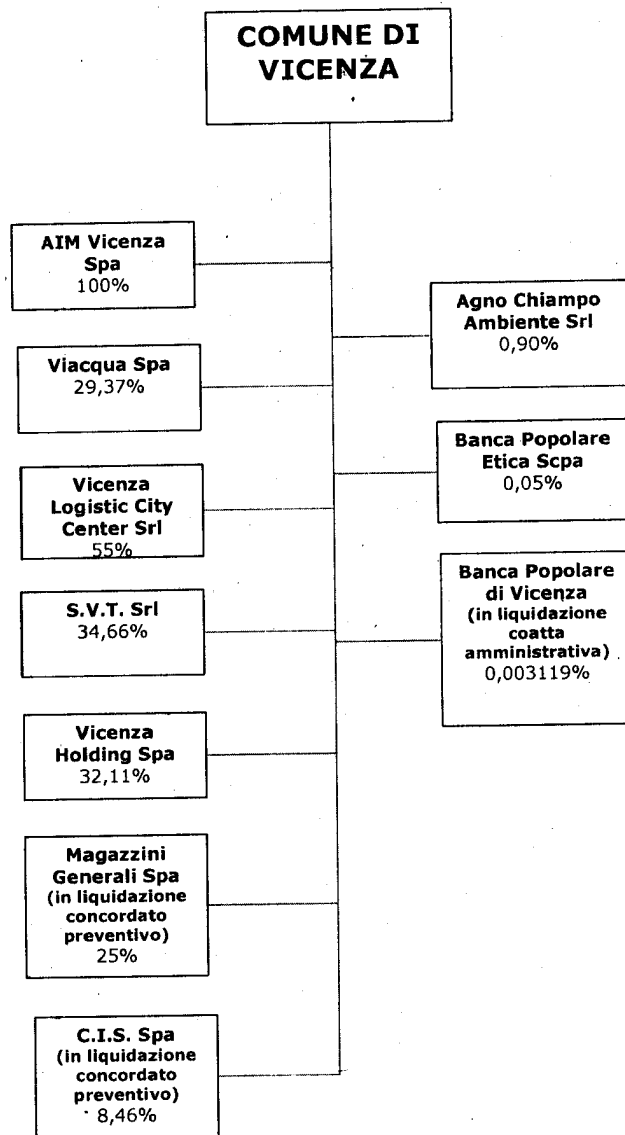 COMUNE DI
VICENZA
AIM Vicenza
Spa
100%
Viacqua Spa
29,37%
Vicenza
Logistic City
Center Srl
55%
S.V.T. Srl
34,66%
Vicenza
Holding Spa
32,11%
Magazzini
Generali Spa
(in liquidazione
concordato
preventivo)
25%
C.I.S. Spa
(in liquidazione
concordato
preventivo)
8,46%
Agno Chiampo
Ambiente Srl
0,90%
Banca Popolare
Etica Scpa
0,05%
Banca Popolare
di Vicenza
(in liquidazione
coatta
amministrativa)
0,003119%